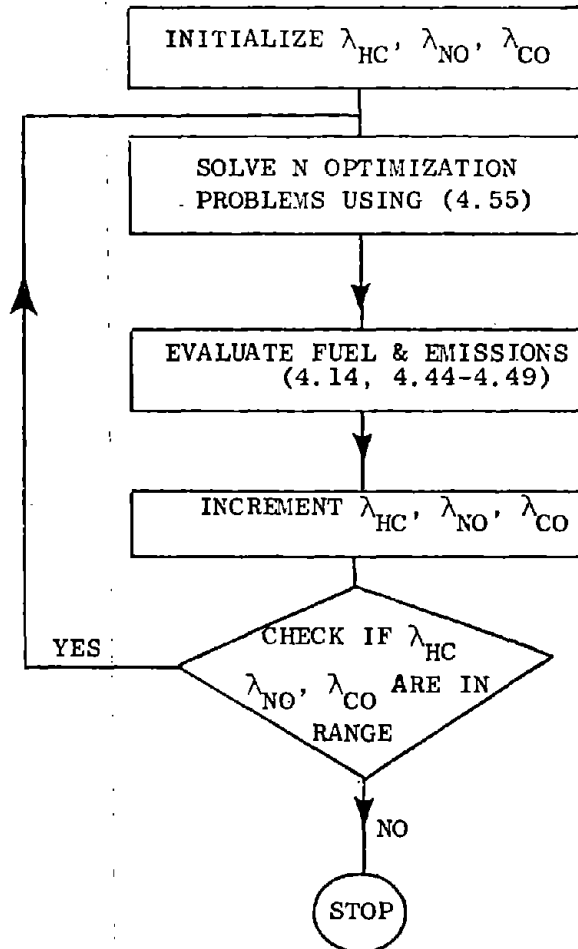 INITIALIZE λHC, λNO, λCO
SOLVE N OPTIMIZATION
PROBLEMS USING (4.55)
EVALUATE FUEL & EMISSIONS
(4.14, 4.44-4.49)
INCREMENT λHC, λNO, λCO
CHECK IF λHC
λNO, λCO ARE IN
RANGE
YES
NO
STOP